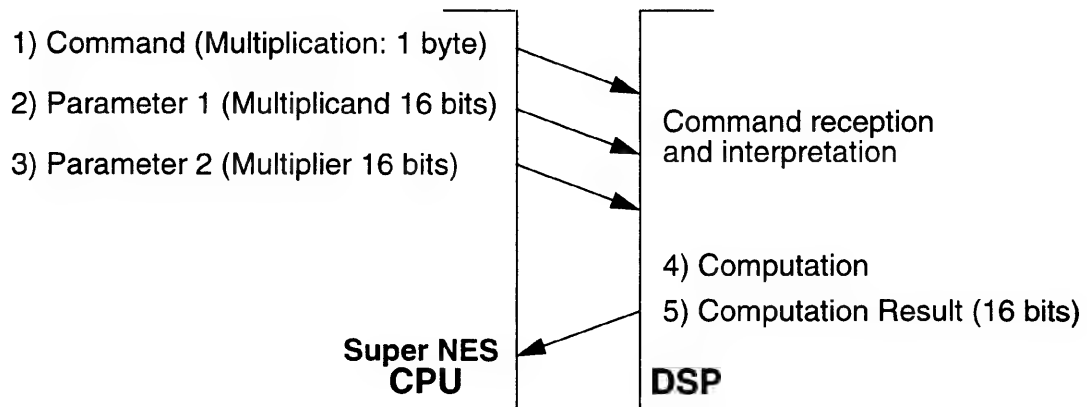 1) Command (Multiplication: 1 byte)
2) Parameter 1 (Multiplicand 16 bits)
3) Parameter 2 (Multiplier 16 bits)
Command reception
and interpretation
4) Computation
5) Computation Result (16 bits)
Super NES
CPU
DSP